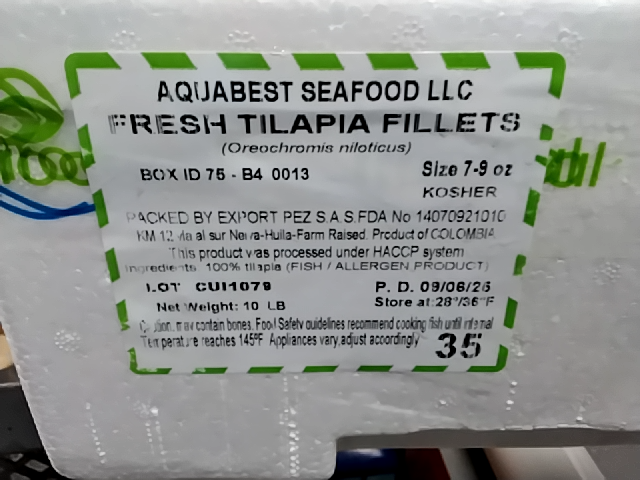 AQUABEST SEAFOOD LLC
FRESH TILAPIA FILLETS
(Oreochromis niloticus)
BOX ID 75 - B4 0013 Size 7-9 oz
KOSHER
PACKED BY EXPORT PEZ S.A.S.FDA No 14070921010
KM 12 via al sur Neiva-Huila-Farm Raised. Product of COLOMBIA
This product was processed under HACCP system
Ingredients 100% tilapia (FISH / ALLERGEN PRODUCT)
LOT CUI1079 P. D.
Net Weight: 10 LB Store at:28°/36°F
Caution. may contain bones. Food Safety guidelines recommend cooking fish until internal
Temperature reaches 145ºF Appliances vary,adjust accordingly 35